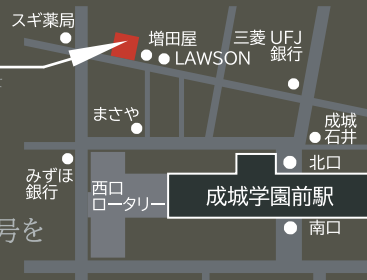 スギ薬局
増田屋
LAWSON
三菱 UFJ
銀行
まさや
成城
石井
北口
みずほ
銀行
西口
ロータリー
成城学園前駅
号を
南口